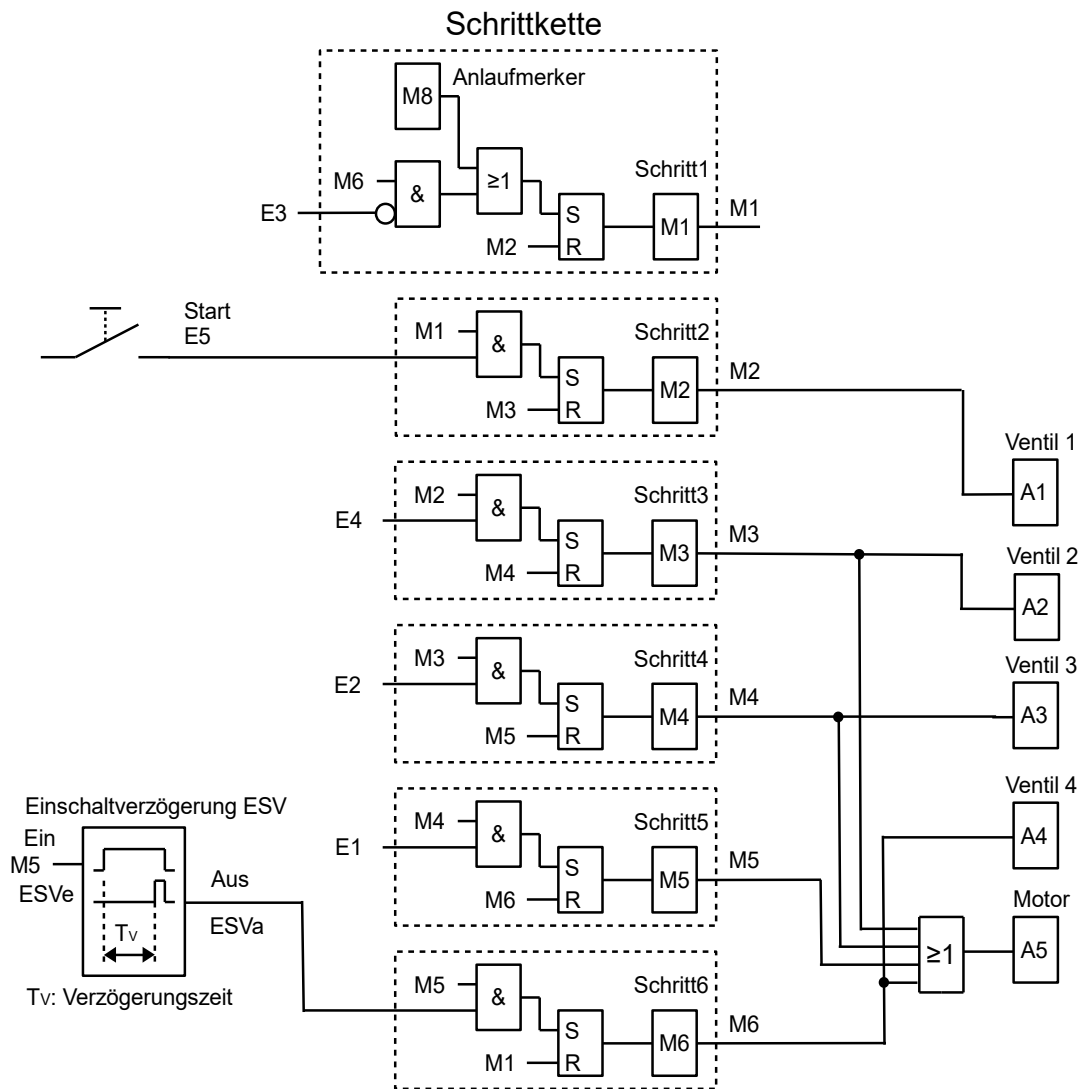 Schrittkette
Anlaufmerker
M8
M6
&
≥1
Schritt1
E3
S
R
M2
M1
M1
Start
E5
M1
&
Schritt2
S
R
M3
M2
M2
Ventil 1
A1
M2
&
Schritt3
E4
S
R
M4
M3
M3
Ventil 2
A2
M3
&
Schritt4
E2
S
R
M5
M4
M4
Ventil 3
A3
Einschaltverzögerung ESV
Ein
M5
ESVe
TV
Aus
ESVa
TV: Verzögerungszeit
M4
&
Schritt5
E1
S
R
M6
M5
M5
Ventil 4
A4
Motor
≥1
A5
M5
&
Schritt6
S
R
M1
M6
M6